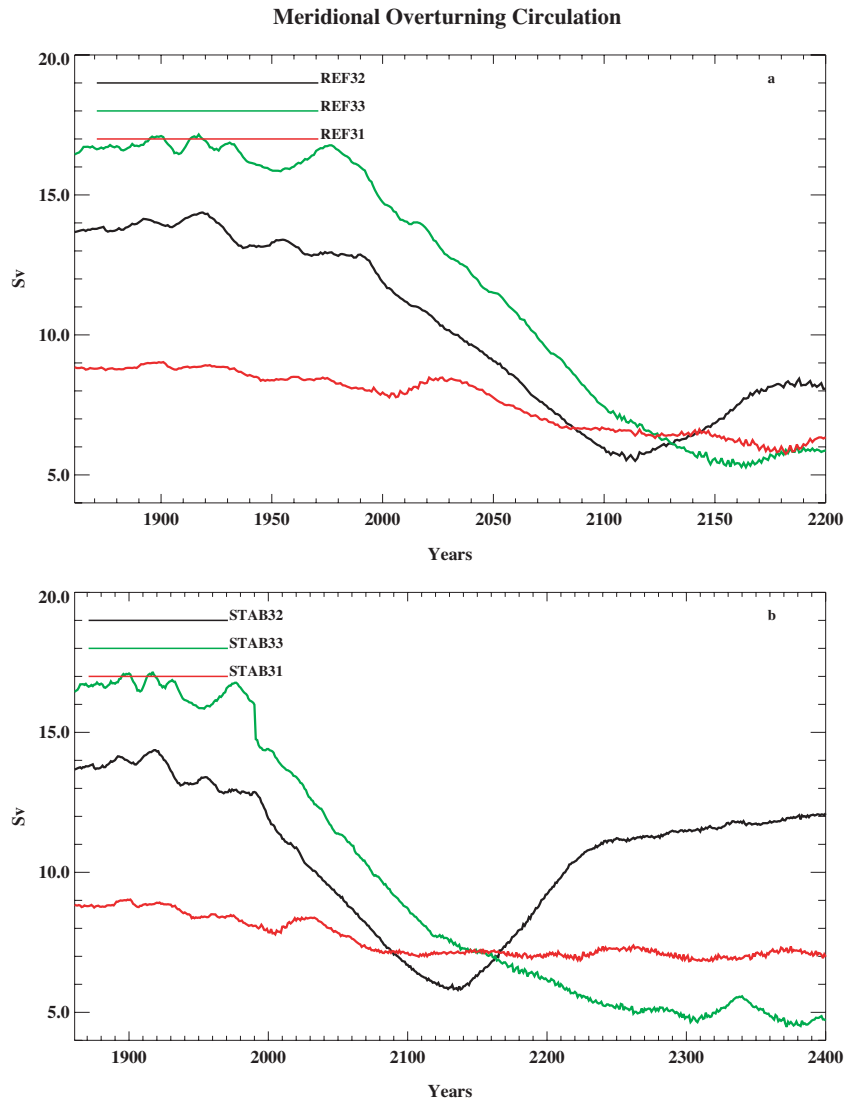 Meridional Overturning Circulation
20.0
REF32
a
REF33
REF31
15.0
Sv
10.0
5.0
1900 1950 2000 2050 2100 2150 2200
Years
20.0
STAB32
b
STAB33
STAB31
15.0
Sv
10.0
5.0
1900 2000 2100 2200 2300 2400
Years